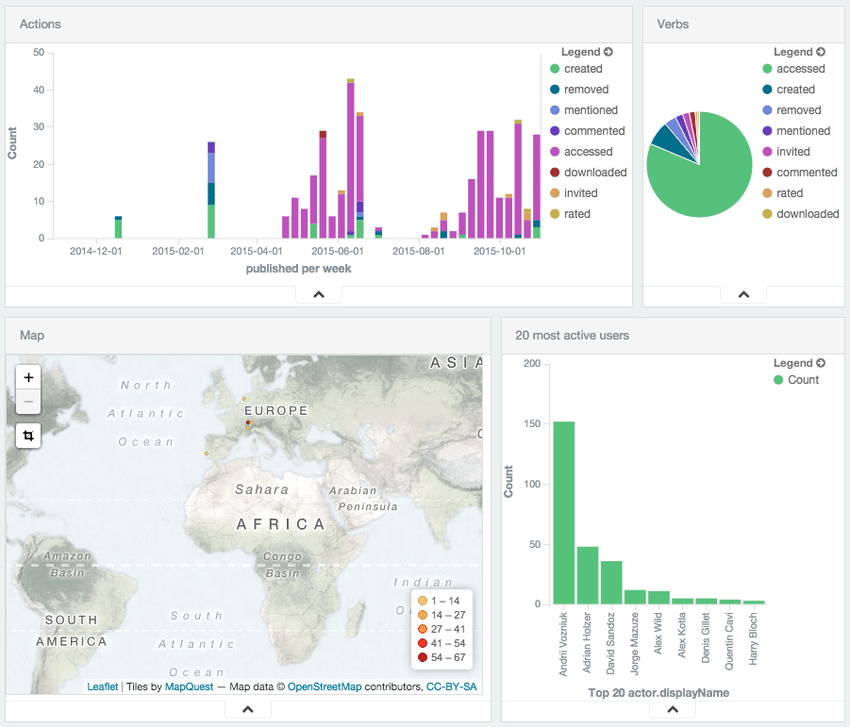 Actions
Count
50
40
30
20
10
0
2014-12-01 2015-02-01 2015-04-01 2015-06-01 2015-08-01 2015-10-01
published per week
Legend
created
removed
mentioned
commented
accessed
downloaded
invited
rated
Verbs
Legend
accessed
created
removed
mentioned
invited
commented
rated
downloaded
Map
+
−
ASIA
North
Atlantic
Ocean
EUROPE
Sahara
Arabian
Peninsula
AFRICA
Amazon
Basin
Congo
Basin
Indian
O
SOUTH
AMERICA
South
Atlantic
Ocean
1 – 14
14 – 27
27 – 41
41 – 54
54 – 67
Leaflet | Tiles by MapQuest — Map data © OpenStreetMap contributors, CC-BY-SA
20 most active users
Legend
Count
Count
200
150
100
50
0
Andrii Vozniuk
Adrian Holzer
David Sandoz
Jorge Mazuze
Alex Wild
Alex Kotla
Denis Gillet
Quentin Cavi
Harry Bloch
Top 20 actor.displayName